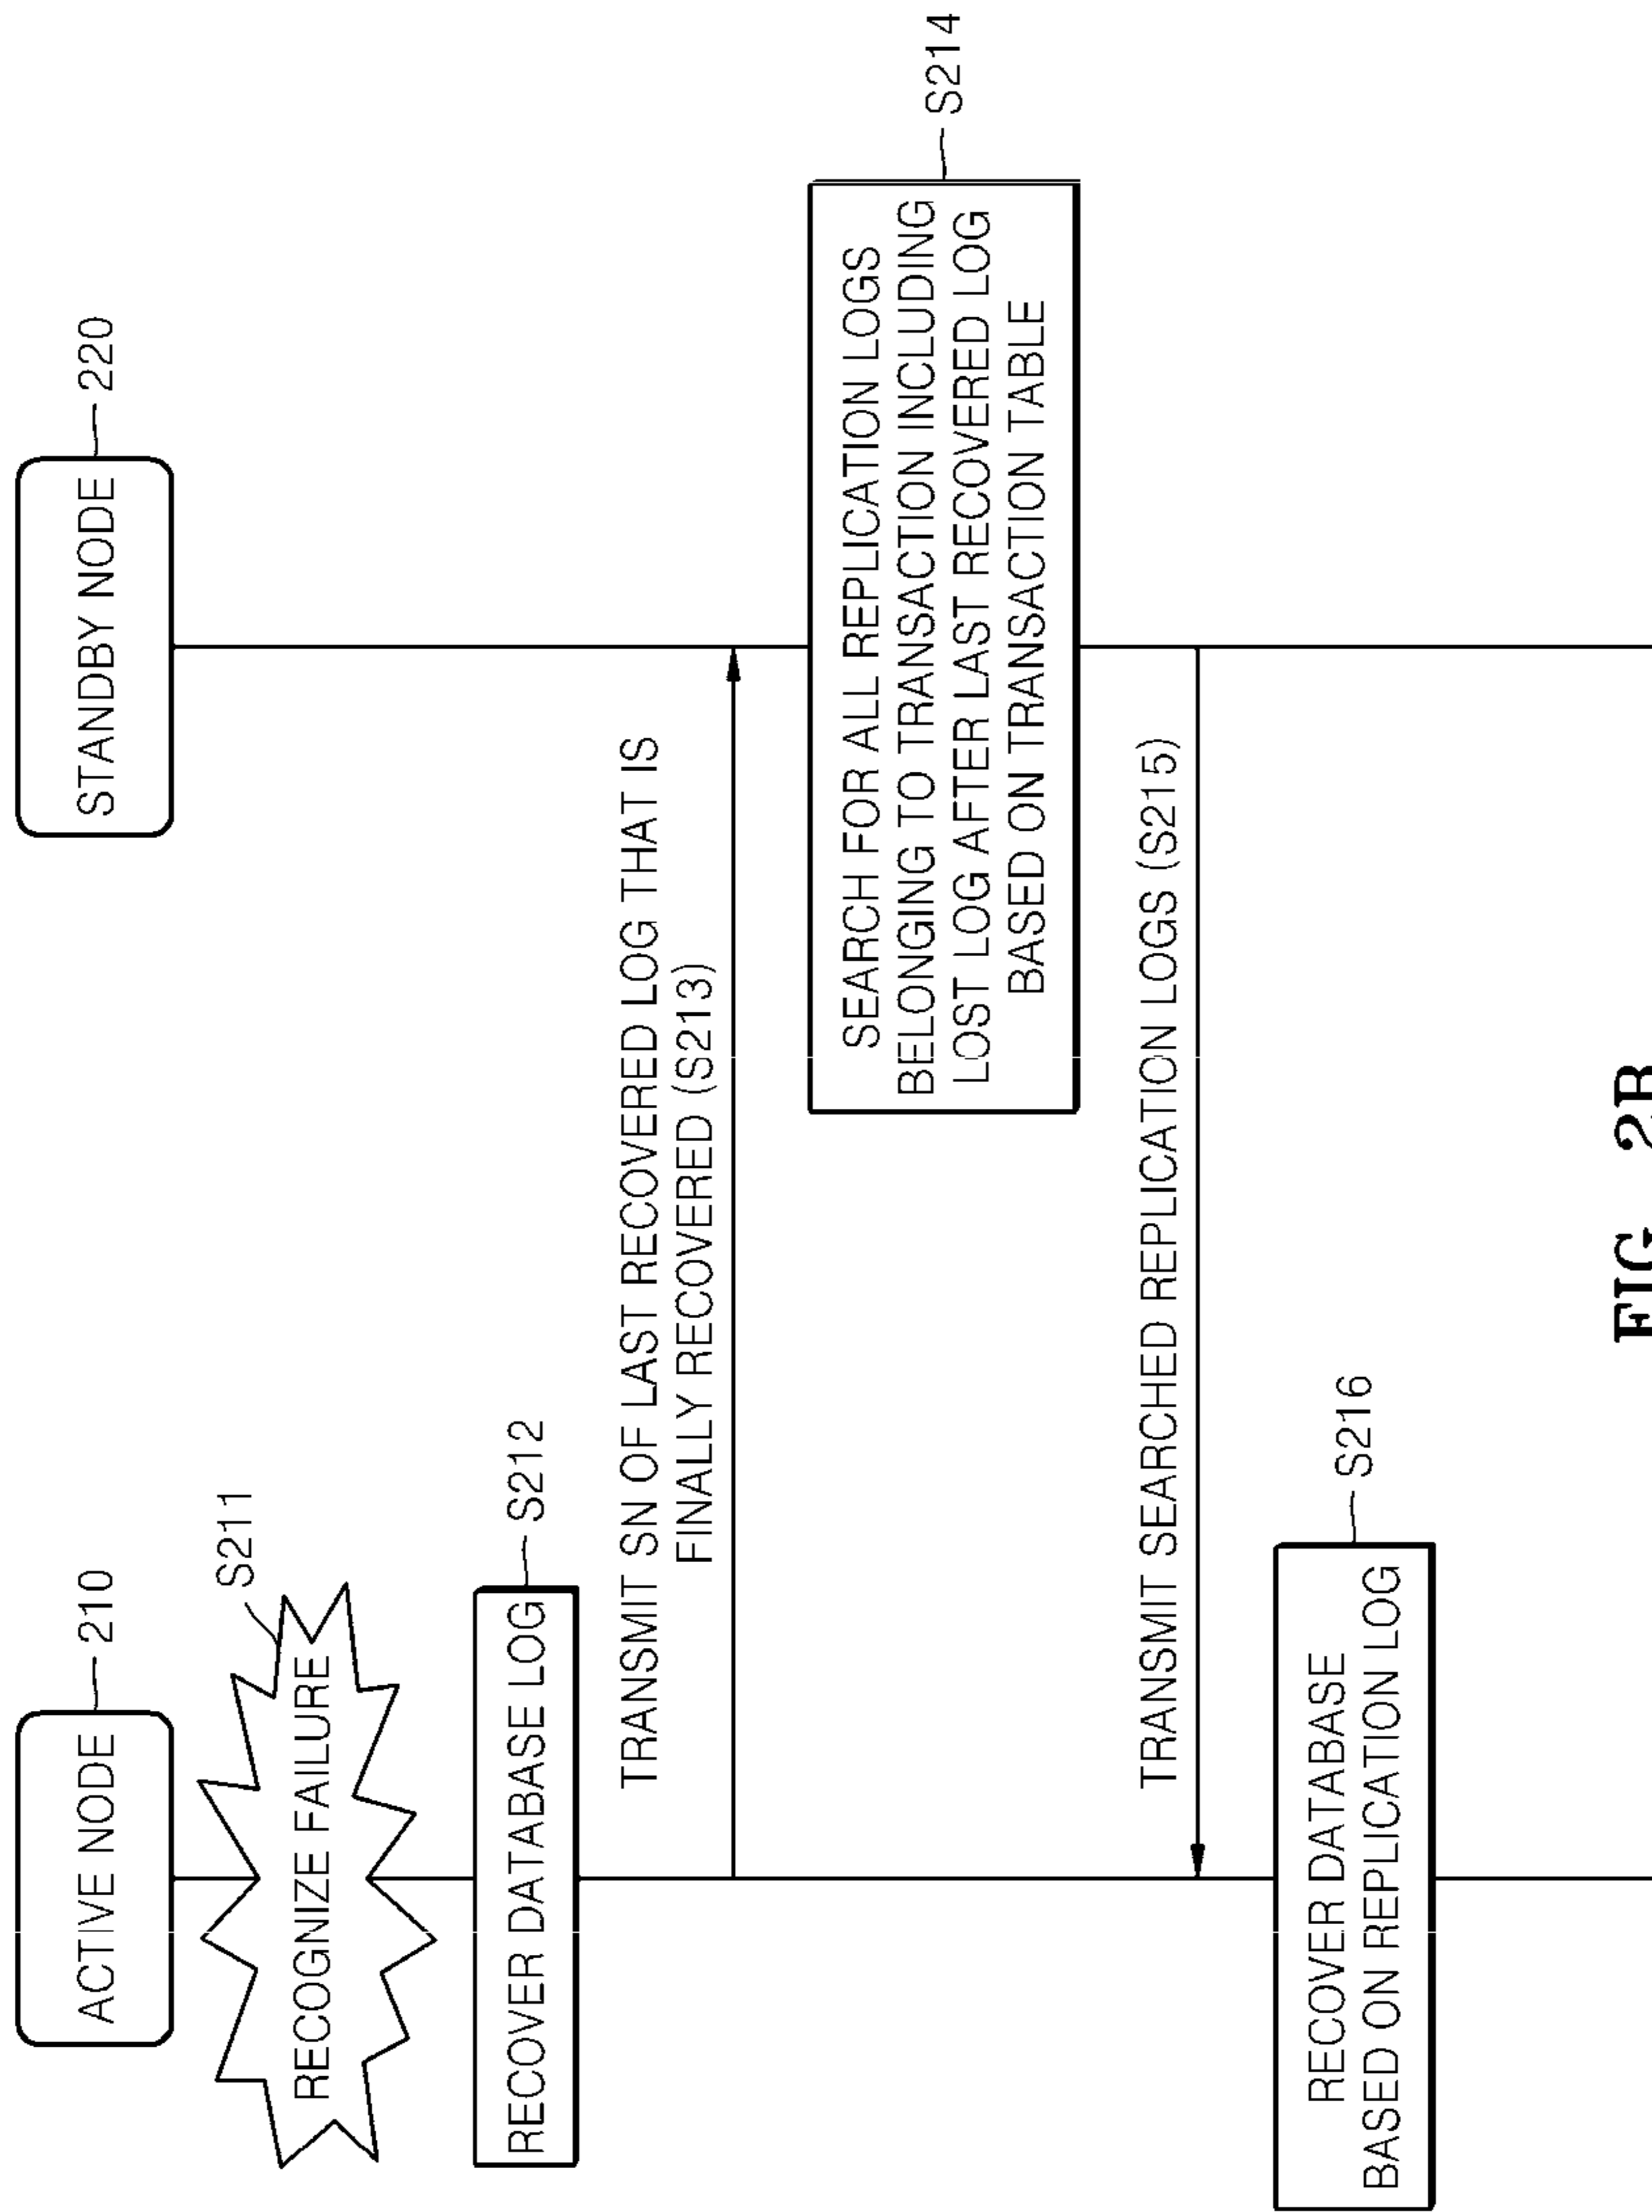 ACTIVE NODE
210
STANDBY NODE
220
S211
RECOGNIZE FAILURE
RECOVER DATABASE LOG
S212
TRANSMIT SN OF LAST RECOVERED LOG THAT IS
FINALLY RECOVERED (S213)
SEARCH FOR ALL REPLICATION LOGS
BELONGING TO TRANSACTION INCLUDING
LOST LOG AFTER LAST RECOVERED LOG
BASED ON TRANSACTION TABLE
S214
TRANSMIT SEARCHED REPLICATION LOGS (S215)
RECOVER DATABASE
BASED ON REPLICATION LOG
S216
FIG. 2B